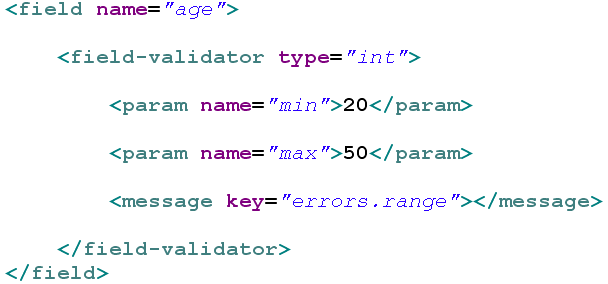 <field name="age">
<field-validator type="int">
<param name="min">20</param>
<param name="max">50</param>
<message key="errors.range"></message>
</field-validator>
</field>